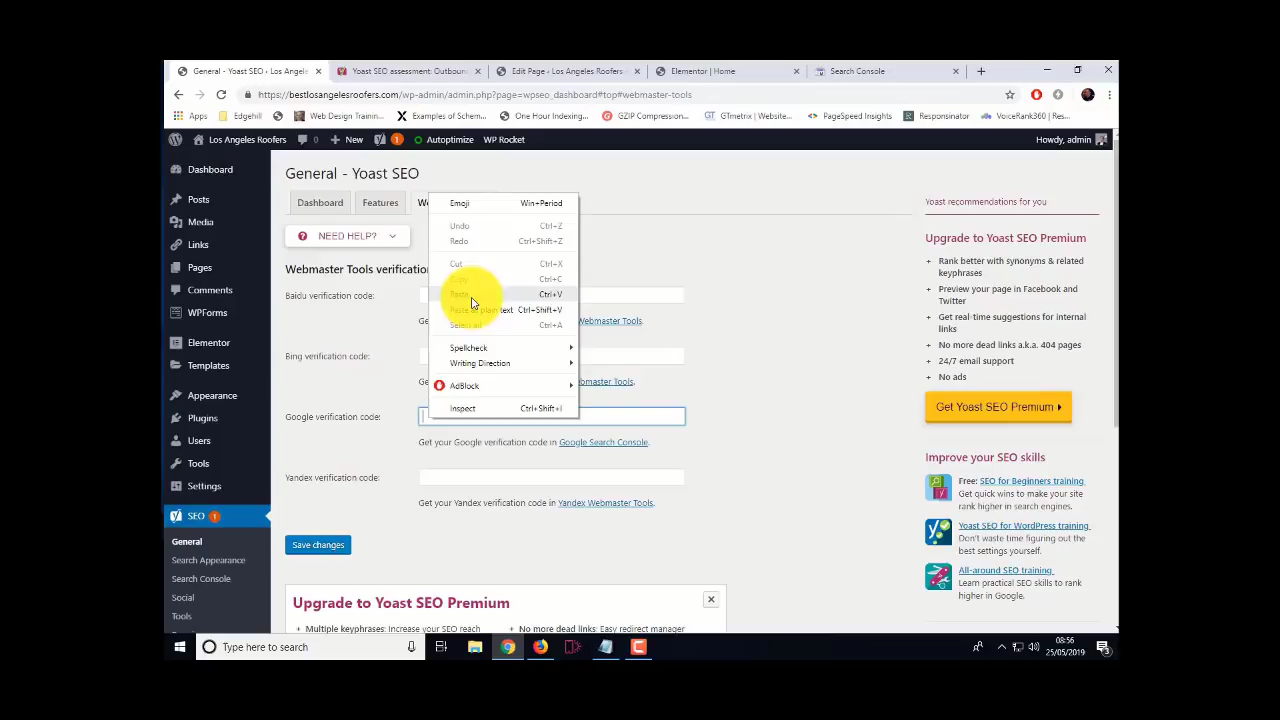 General - Yoast SEO ‹ Los Angele
Yoast SEO assessment: Outboun
Edit Page ‹ Los Angeles Roofers
Elementor | Home
Search Console
https://bestlosangelesroofers.com/wp-admin/admin.php?page=wpseo_dashboard#top#webmaster-tools
Apps
Edgehill
Web Design Trainin...
Examples of Schem...
One Hour Indexing...
GZIP Compression...
GTmetrix | Website...
PageSpeed Insights
Responsinator
VoiceRank360 | Res...
Los Angeles Roofers
0
New
1
Autoptimize
WP Rocket
Howdy, admin
Dashboard
Posts
Media
Links
Pages
Comments
WPForms
Elementor
Templates
Appearance
Plugins
Users
Tools
Settings
SEO 1
General
Search Appearance
Search Console
Social
Tools
General - Yoast SEO
Dashboard
Features
We
NEED HELP?
Webmaster Tools verification
Baidu verification code:
Ge
Webmaster Tools.
Bing verification code:
Get
Webmaster Tools.
Google verification code:
Get your Google verification code in Google Search Console.
Yandex verification code:
Get your Yandex verification code in Yandex Webmaster Tools.
Save changes
Emoji Win+Period
Undo Ctrl+Z
Redo Ctrl+Shift+Z
Cut Ctrl+X
Copy Ctrl+C
Paste Ctrl+V
Paste as plain text Ctrl+Shift+V
Select all Ctrl+A
Spellcheck
Writing Direction
AdBlock
Inspect Ctrl+Shift+I
Upgrade to Yoast SEO Premium
+ Multiple keyphrases: Increase your SEO reach
+ No more dead links: Easy redirect manager
Yoast recommendations for you
Upgrade to Yoast SEO Premium
+ Rank better with synonyms & related
keyphrases
+ Preview your page in Facebook and
Twitter
+ Get real-time suggestions for internal
links
+ No more dead links a.k.a. 404 pages
+ 24/7 email support
+ No ads
Get Yoast SEO Premium
Improve your SEO skills
Free: SEO for Beginners training
Get quick wins to make your site
rank higher in search engines.
Yoast SEO for WordPress training
Don't waste time figuring out the
best settings yourself.
All-around SEO training
Learn practical SEO skills to rank
higher in Google.
Type here to search
08:56
25/05/2019
3